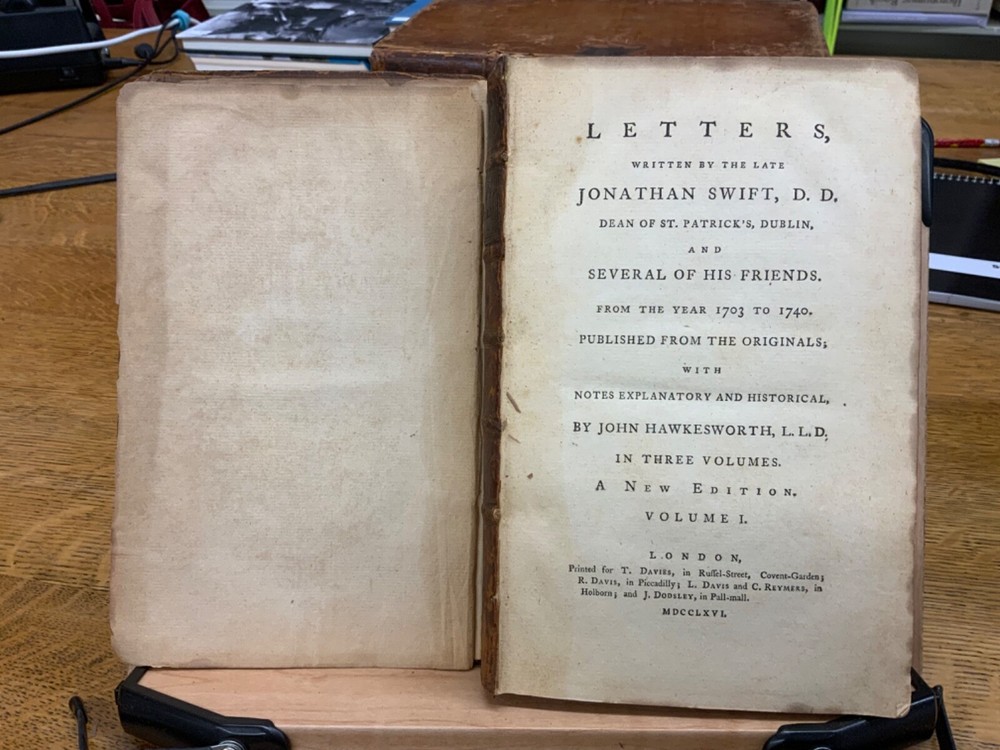 LETTERS,
WRITTEN BY THE LATE
JONATHAN SWIFT, D. D.
DEAN OF ST. PATRICK'S, DUBLIN,
AND
SEVERAL OF HIS FRIENDS.
FROM THE YEAR 1703 TO 1740.
PUBLISHED FROM THE ORIGINALS;
WITH
NOTES EXPLANATORY AND HISTORICAL,
BY JOHN HAWKESWORTH, L. L. D.
IN THREE VOLUMES.
A NEW EDITION.
VOLUME I.
LONDON,
Printed for T. DAVIES, in Russel-Street, Covent-Garden;
R. DAVIS, in Piccadilly; L. DAVIS and C. REYMERS, in
Holborn; and J. DODSLEY, in Pall-mall.
MDCCLXVI.